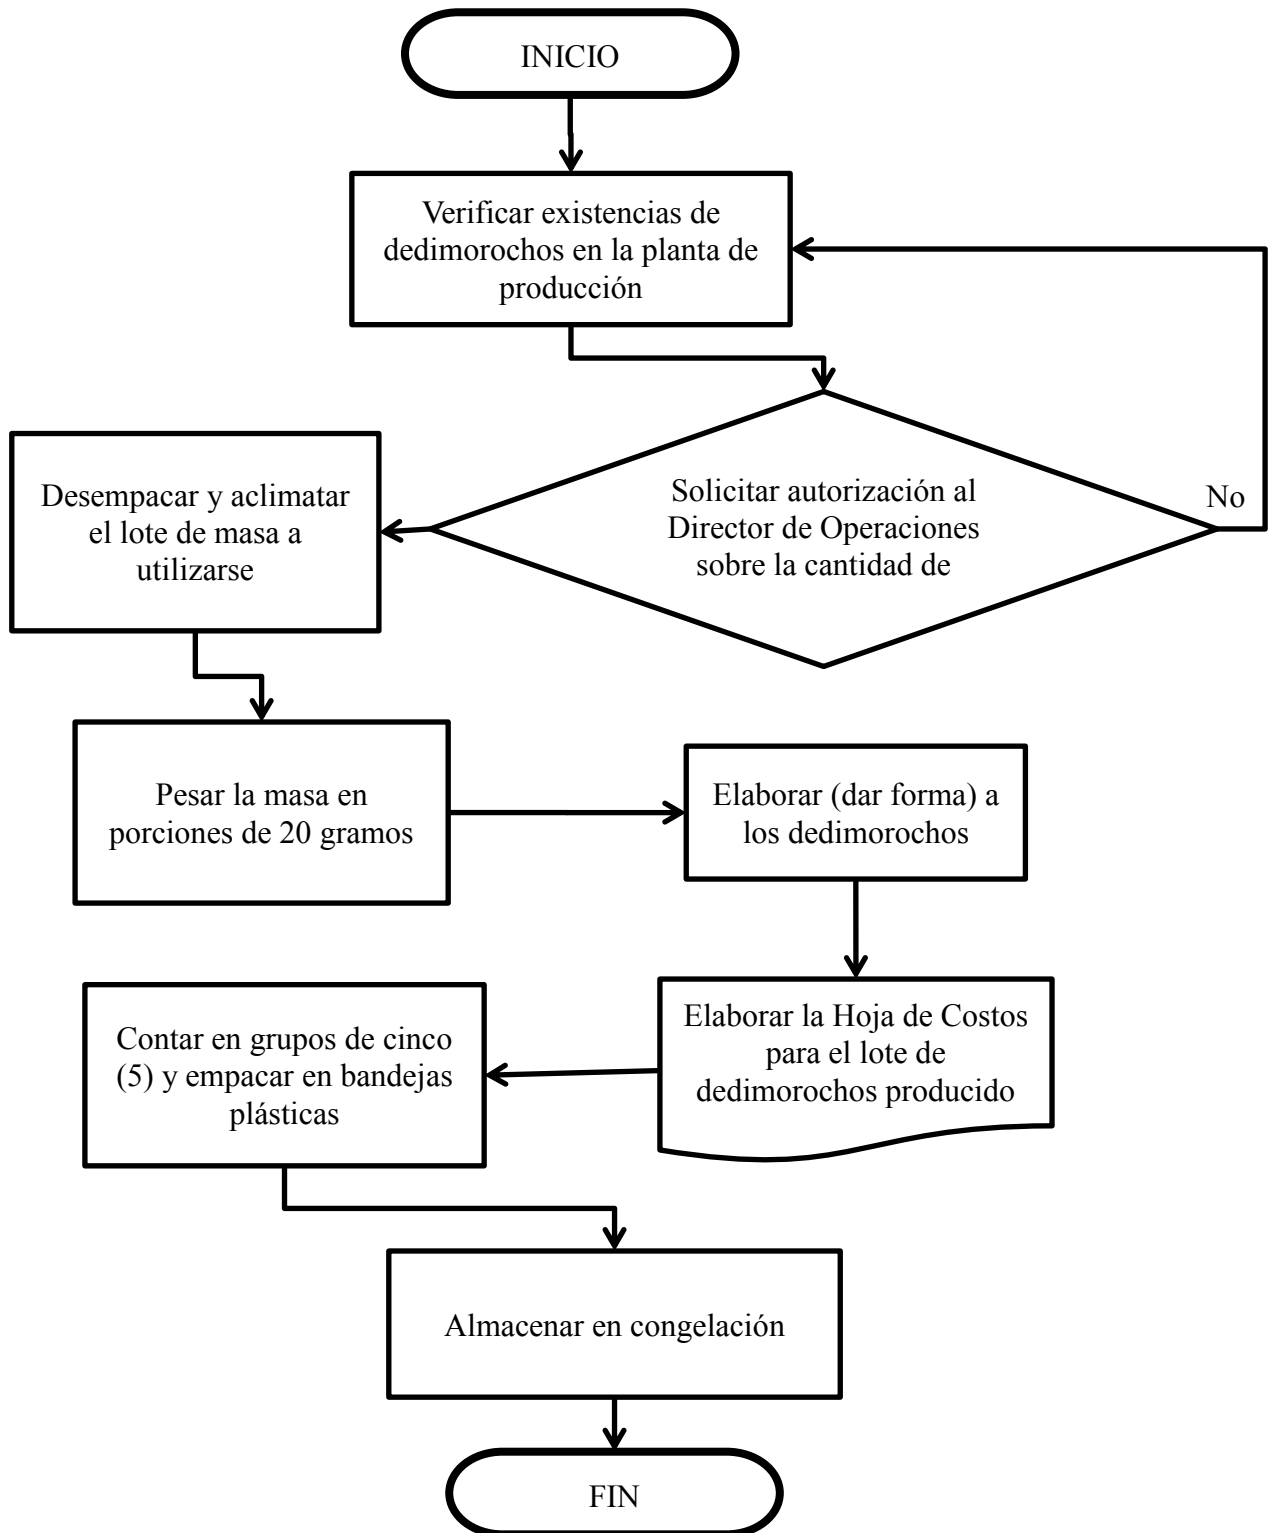 INICIO
Verificar existencias de
dedimorochos en la planta de
producción
Solicitar autorización al
Director de Operaciones
sobre la cantidad de
No
Desempacar y aclimatar
el lote de masa a
utilizarse
Pesar la masa en
porciones de 20 gramos
Elaborar (dar forma) a
los dedimorochos
Elaborar la Hoja de Costos
para el lote de
dedimorochos producido
Contar en grupos de cinco
(5) y empacar en bandejas
plásticas
Almacenar en congelación
FIN